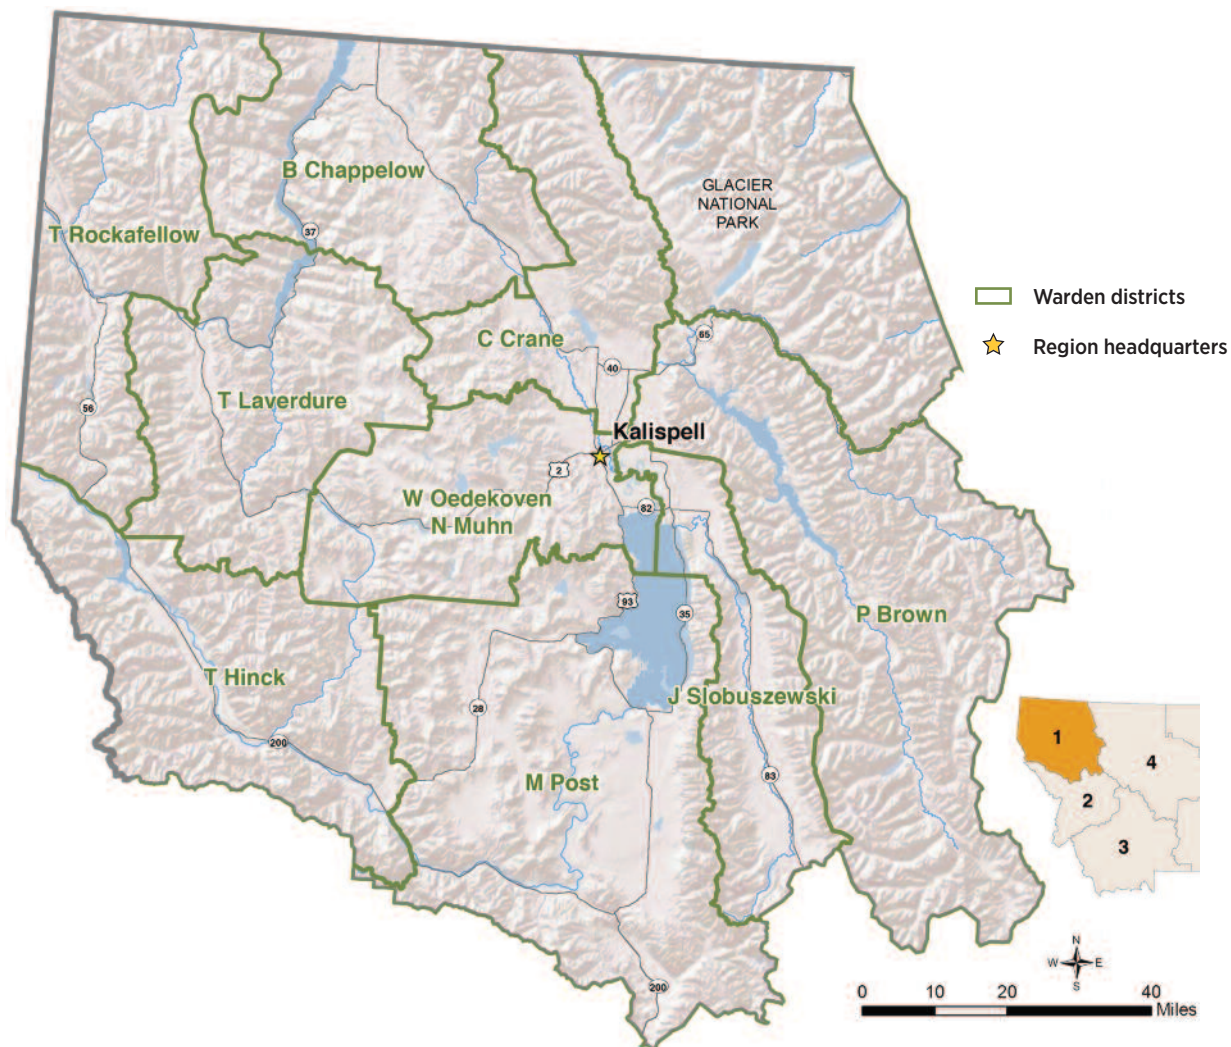 B Chappelow
GLACIER
NATIONAL
PARK
T Rockafellow
37
Warden districts
65
C Crane
Region headquarters
40
56
T Laverdure
Kalispell
2
W Oedekoven
N-Muhn
82
93
35
P Brown
T Hinck
J Slobuszewski
28
200
83
M Post
1
4
2
3
200
N
W
E
S
0
10
20
40
Miles